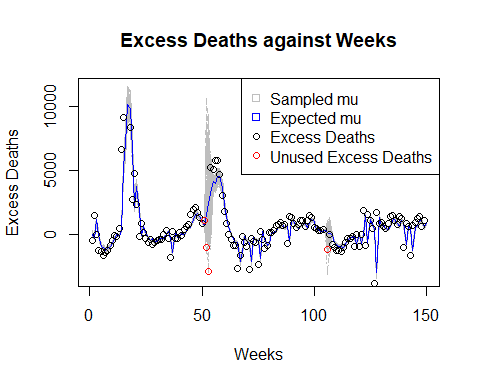 Excess Deaths against Weeks
Sampled mu
Expected mu
Excess Deaths
Unused Excess Deaths
Excess Deaths
10000
5000
0
0
50
100
150
Weeks